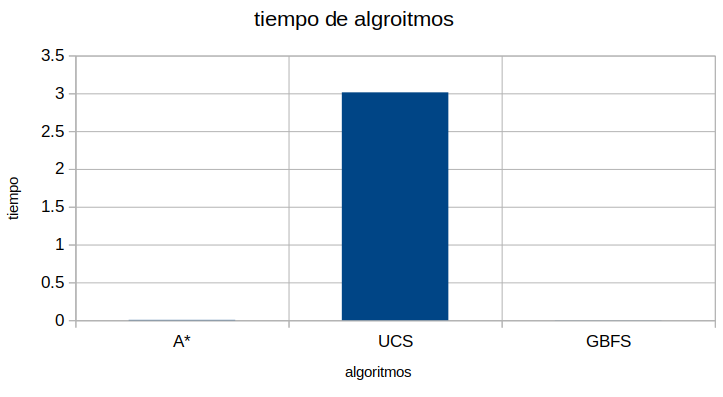 tiempo de algroitmos
3.5
3
2.5
2
1.5
1
0.5
0
tiempo
A*
UCS
GBFS
algoritmos